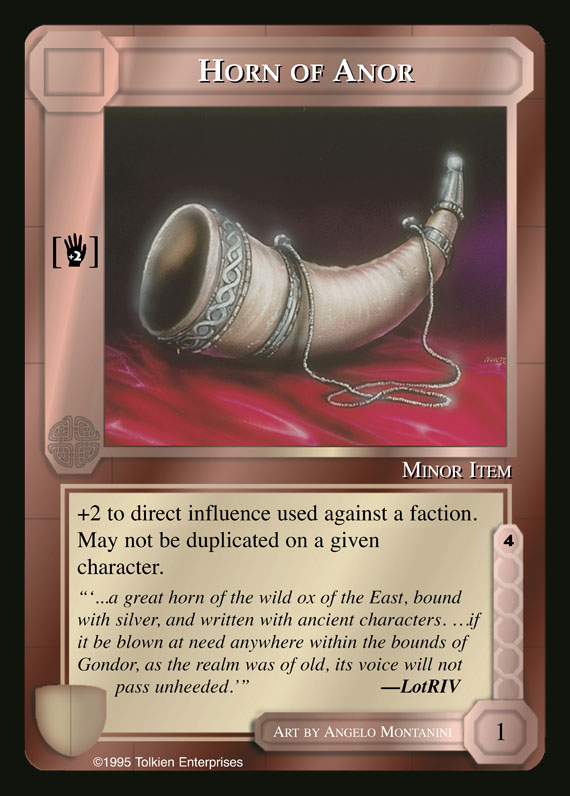 Horn of Anor
[+2]
Minor Item
+2 to direct influence used against a faction.
May not be duplicated on a given
character.
4
“‘...a great horn of the wild ox of the East, bound
with silver, and written with ancient characters. …if
it be blown at need anywhere within the bounds of
Gondor, as the realm was of old, its voice will not
pass unheeded.’” —LotRIV
Art by Angelo Montanini
1
©1995 Tolkien Enterprises